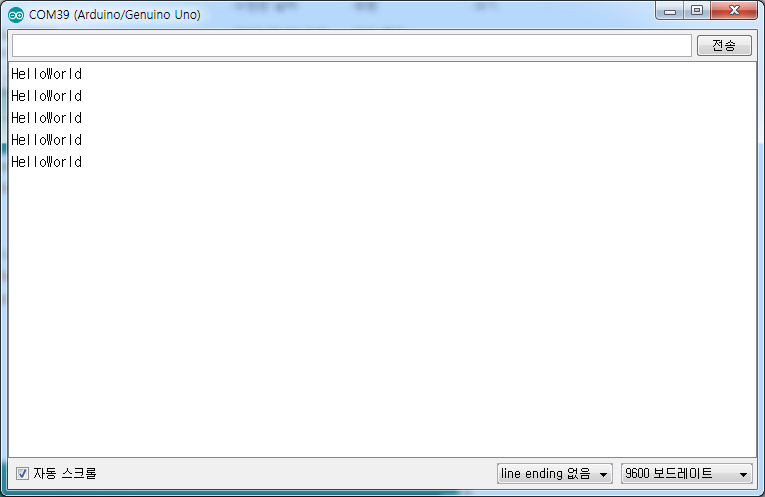 COM39 (Arduino/Genuino Uno)
전송
HelloWorld
HelloWorld
HelloWorld
HelloWorld
HelloWorld
자동 스크롤
line ending 없음
9600 보드레이트